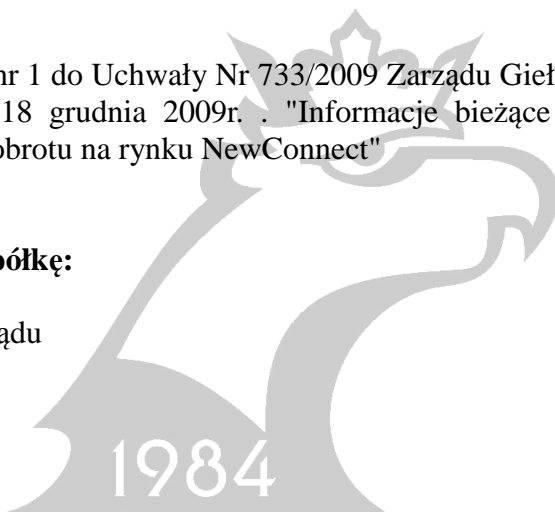 nr 1 do Uchwały Nr 733/2009 Zarządu Gieł
18 grudnia 2009r. . "Informacje bieżące
obrotu na rynku NewConnect"
półkę:
ądu
1984